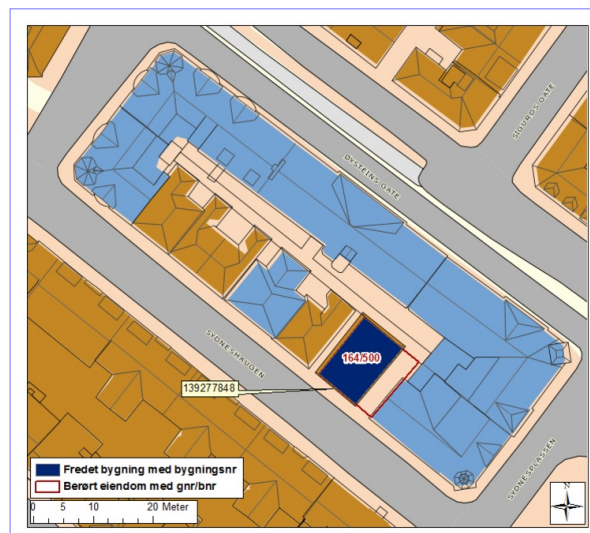 SIGURDS GATE
ØYSTEINS GATE
SYDNESHAUGEN
164/500
139277848
SYDNESPLASSEN
Fredet bygning med bygningsnr
Berørt eiendom med gnr/bnr
0 5 10 20 Meter
N